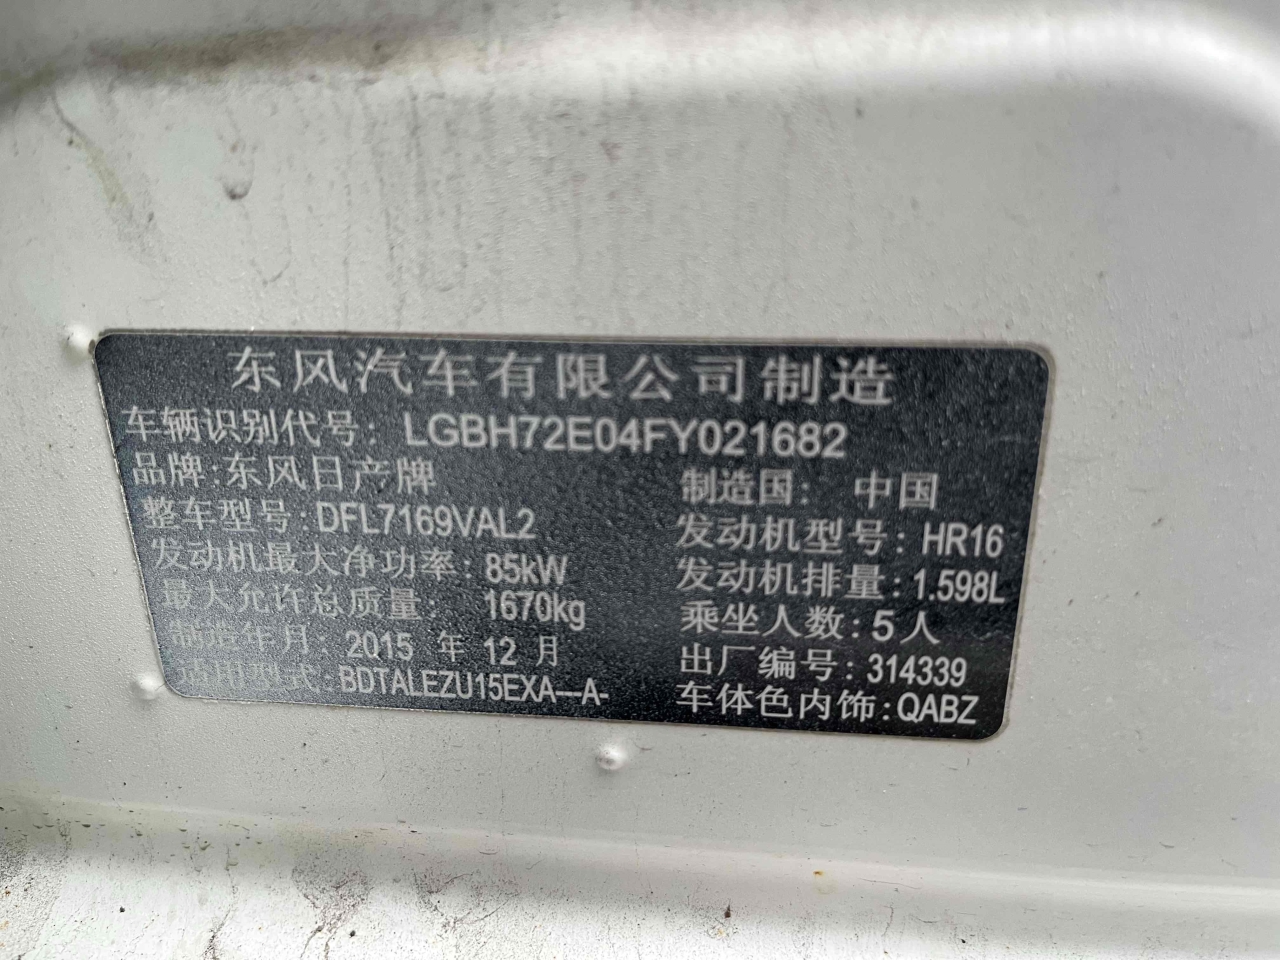 东风汽车有限公司制造
车辆识别代号: LGBH72E04FY021682
品牌:东风日产牌
制造国: 中国
整车型号:DFL7169VAL2
发动机型号: HR16
发动机最大净功率: 85kW
发动机排量: 1.598L
最大允许总质量: 1670kg
乘坐人数: 5人
制造年月: 2015 年 12 月
出厂编号: 314339
适用型式: BDTALEZU15EXA---A-
车体色内饰:QABZ